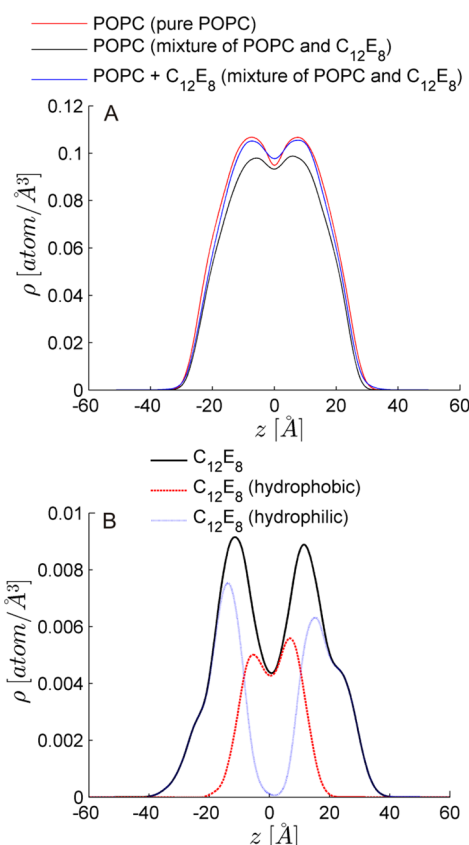 POPC (pure POPC)
POPC (mixture of POPC and C₁₂E₈)
POPC + C₁₂E₈ (mixture of POPC and C₁₂E₈)
A
0.12
0.1
0.08
0.06
0.04
0.02
0
ρ [atom/Å³]
-60 -40 -20 0 20 40 60
z [Å]
C₁₂E₈
C₁₂E₈ (hydrophobic)
C₁₂E₈ (hydrophilic)
B
0.01
0.008
0.006
0.004
0.002
0
ρ [atom/Å³]
-60 -40 -20 0 20 40 60
z [Å]